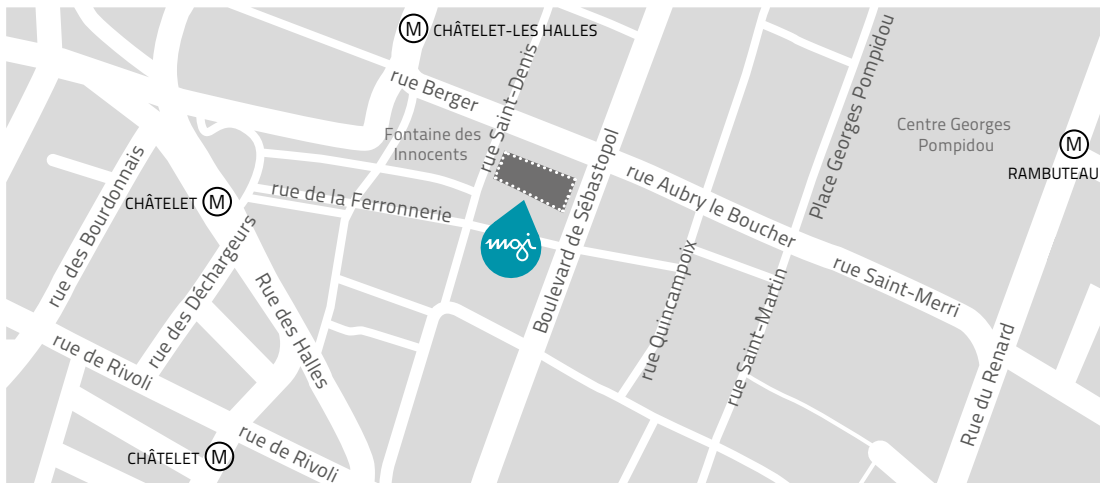 M CHÂTELET-LES HALLES
rue Berger
rue Saint-Denis
Fontaine des
Innocents
Centre Georges
Pompidou
Place Georges Pompidou
M
RAMBUTEAU
rue des Bourdonnais
CHÂTELET M
rue de la Ferronnerie
mgi
Boulevard de Sébastopol
rue Aubry le Boucher
rue Saint-Merri
rue des Déchargeurs
Rue des Halles
rue Quincampoix
rue Saint-Martin
Rue du Renard
rue de Rivoli
rue de Rivoli
CHÂTELET M